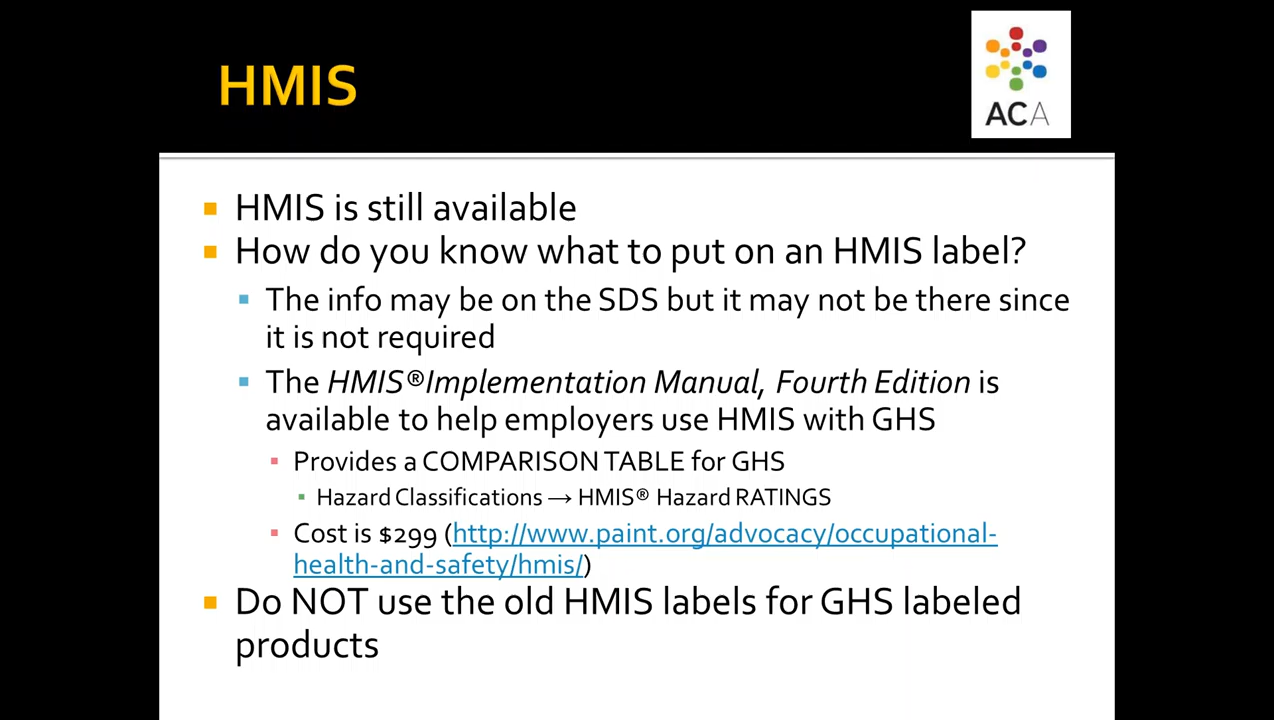 HMIS
ACA
HMIS is still available
How do you know what to put on an HMIS label?
The info may be on the SDS but it may not be there since
it is not required
The HMIS®Implementation Manual, Fourth Edition is
available to help employers use HMIS with GHS
Provides a COMPARISON TABLE for GHS
Hazard Classifications → HMIS® Hazard RATINGS
Cost is $299 (http://www.paint.org/advocacy/occupational-
health-and-safety/hmis/)
Do NOT use the old HMIS labels for GHS labeled
products